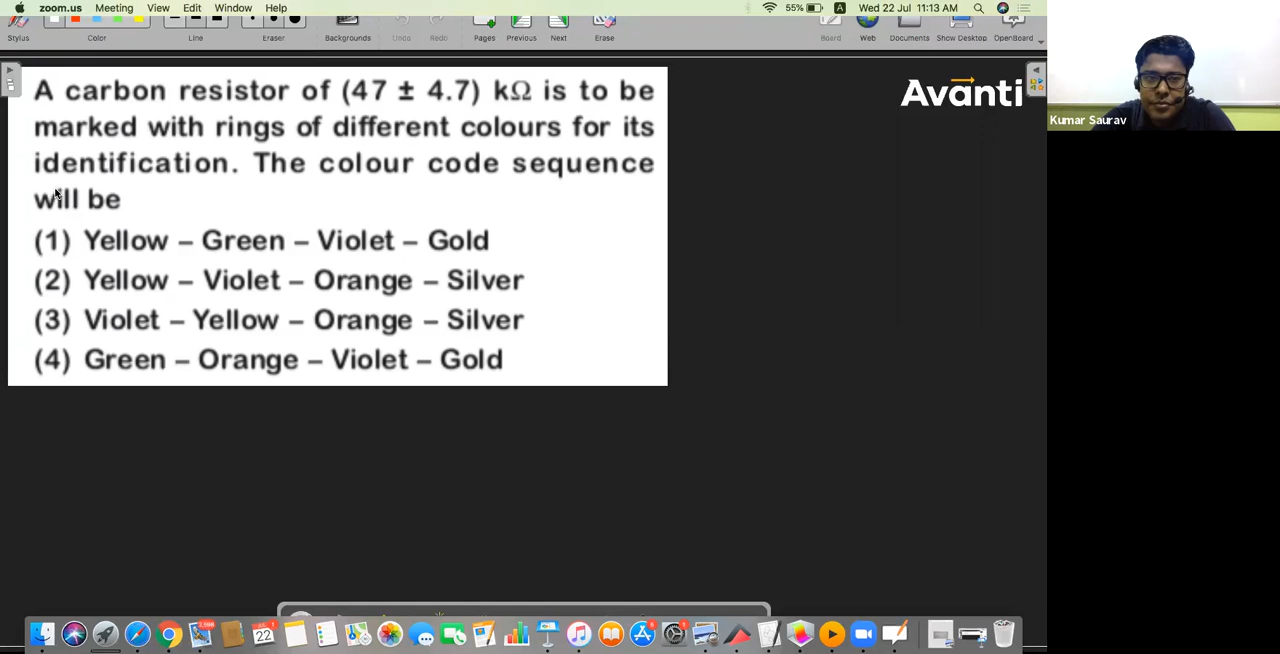 zoom.us Meeting View Edit Window Help 55% A Wed 22 Jul 11:13 AM
Stylus Color Line Eraser Backgrounds Undo Redo Pages Previous Next Erase Board Web Documents Show Desktop OpenBoard
A carbon resistor of (47 ± 4.7) kΩ is to be
marked with rings of different colours for its
identification. The colour code sequence
will be
(1) Yellow – Green – Violet – Gold
(2) Yellow – Violet – Orange – Silver
(3) Violet – Yellow – Orange – Silver
(4) Green – Orange – Violet – Gold
Avanti
Kumar Saurav
22